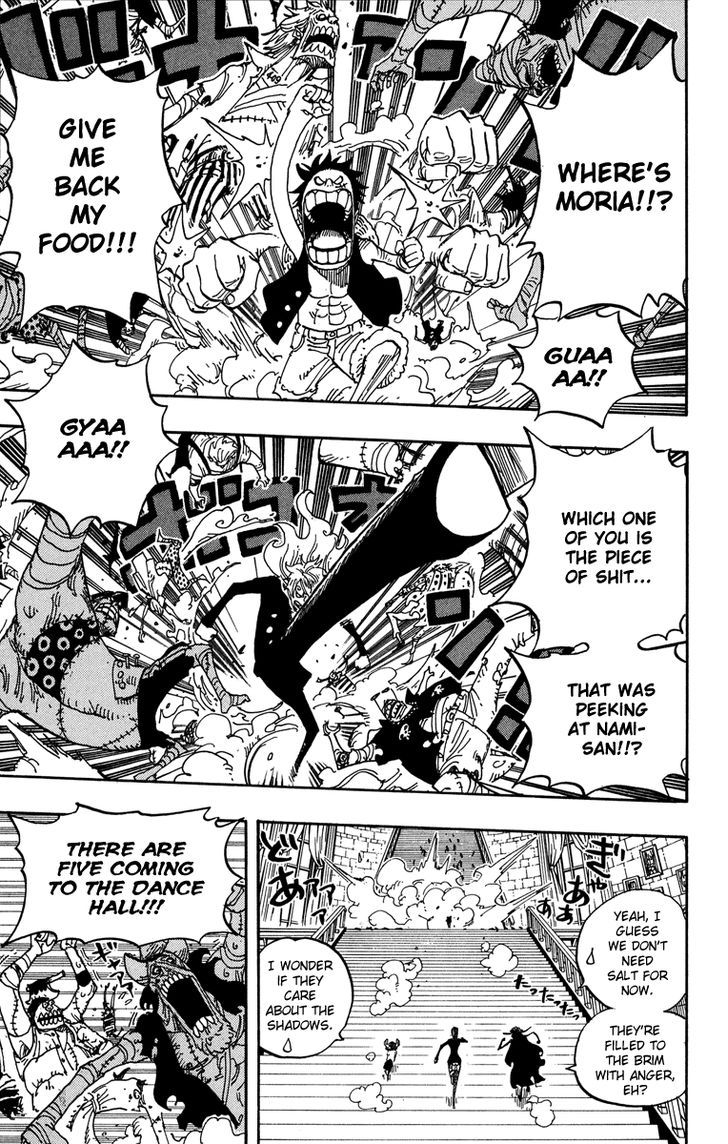 WHERE'S
MORIA!!?
GIVE
ME
BACK
MY
FOOD!!!
GUAA
AA!!
GYAA
AAA!!
WHICH ONE
OF YOU IS
THE PIECE
OF SHIT...
THAT WAS
PEEKING
AT NAMI-
SAN!!?
YEAH, I
GUESS
WE DON'T
NEED
SALT FOR
NOW.
THEY'RE
FILLED TO
THE BRIM
WITH ANGER,
EH?
I WONDER
IF THEY
CARE
ABOUT THE
SHADOWS.
THERE ARE
FIVE COMING
TO THE DANCE
HALL!!!